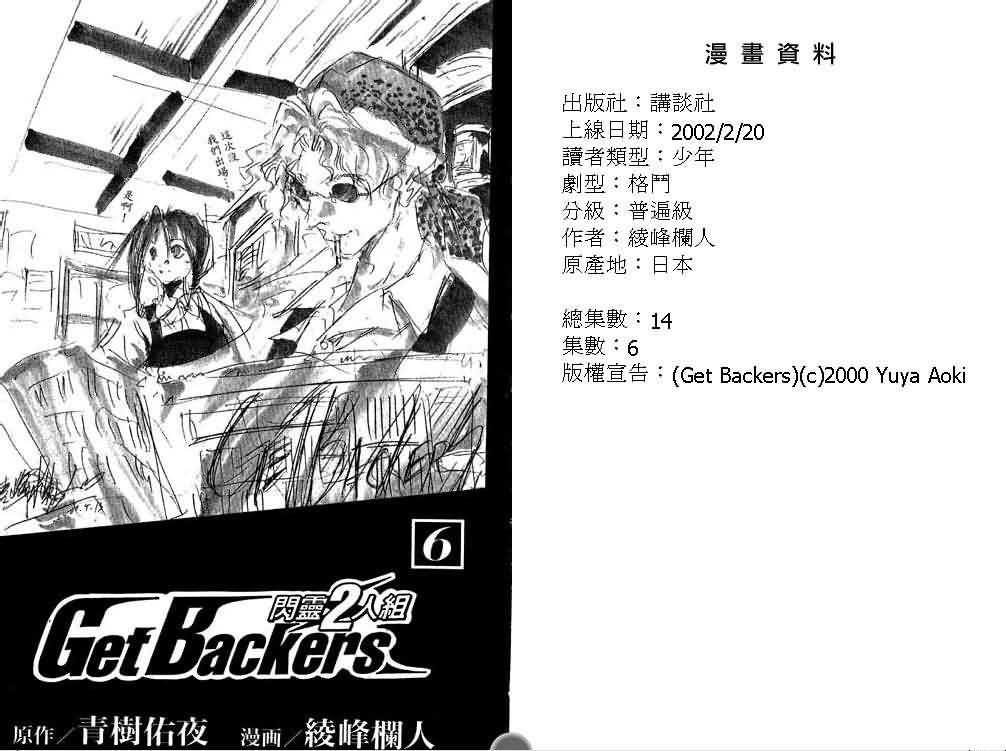 這次沒
我們出場…
是啊！
6
Get Backers
閃靈2人組
原作／青樹佑夜 漫画／綾峰欄人
漫畫資料
出版社：講談社
上線日期：2002/2/20
讀者類型：少年
劇型：格鬥
分級：普遍級
作者：綾峰欄人
原產地：日本
總集數：14
集數：6
版權宣告：(Get Backers)(c)2000 Yuya Aoki